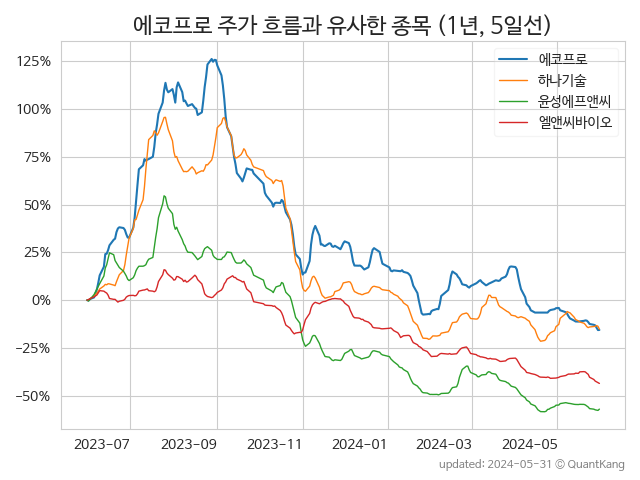 에코프로 주가 흐름과 유사한 종목 (1년, 5일선)
에코프로
하나기술
윤성에프앤씨
엘앤씨바이오
125%
100%
75%
50%
25%
0%
−25%
−50%
2023-07 2023-09 2023-11 2024-01 2024-03 2024-05
updated: 2024-05-31 © QuantKang